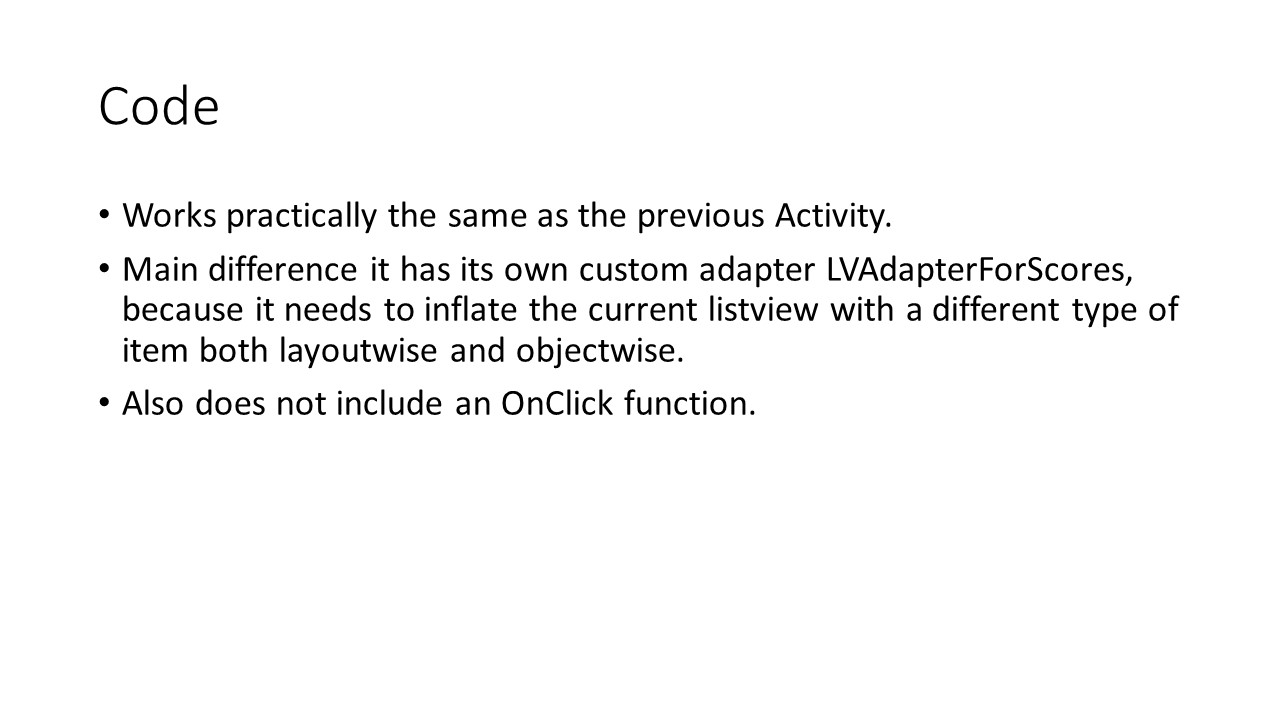 Code
• Works practically the same as the previous Activity.
• Main difference it has its own custom adapter LVAdapterForScores,
because it needs to inflate the current listview with a different type of
item both layoutwise and objectwise.
• Also does not include an OnClick function.